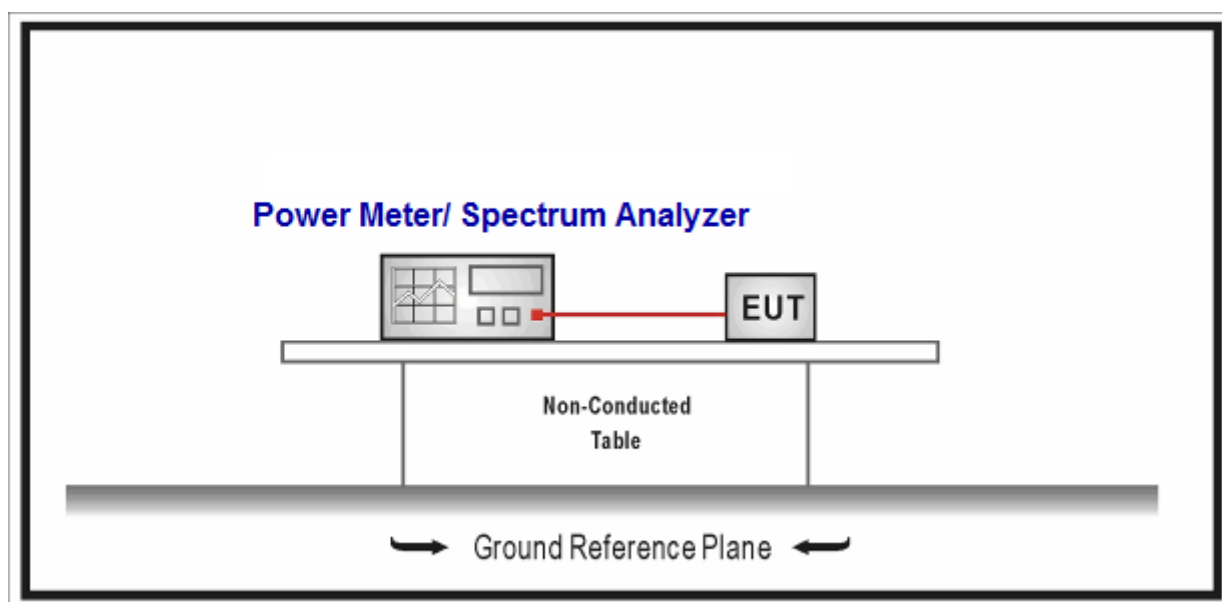 Power Meter/ Spectrum Analyzer
EUT
Non-Conducted
Table
Ground Reference Plane